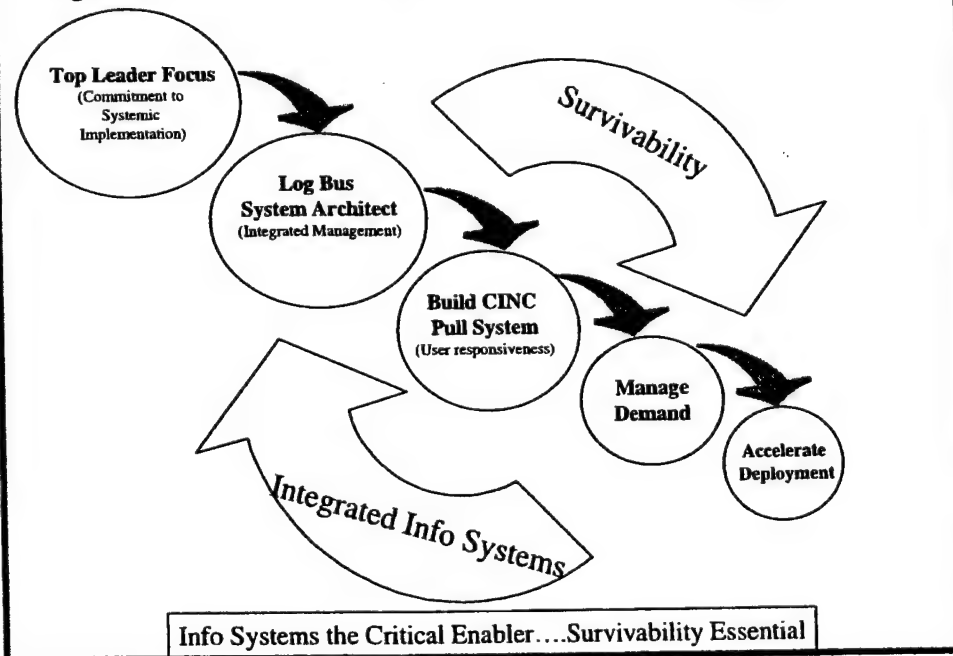 Top Leader Focus
(Commitment to
Systemic
Implementation)
Survivability
Log Bus
System Architect
(Integrated Management)
Build CINC
Pull System
(User responsiveness)
Manage
Demand
Accelerate
Deployment
Integrated Info Systems
Info Systems the Critical Enabler....Survivability Essential